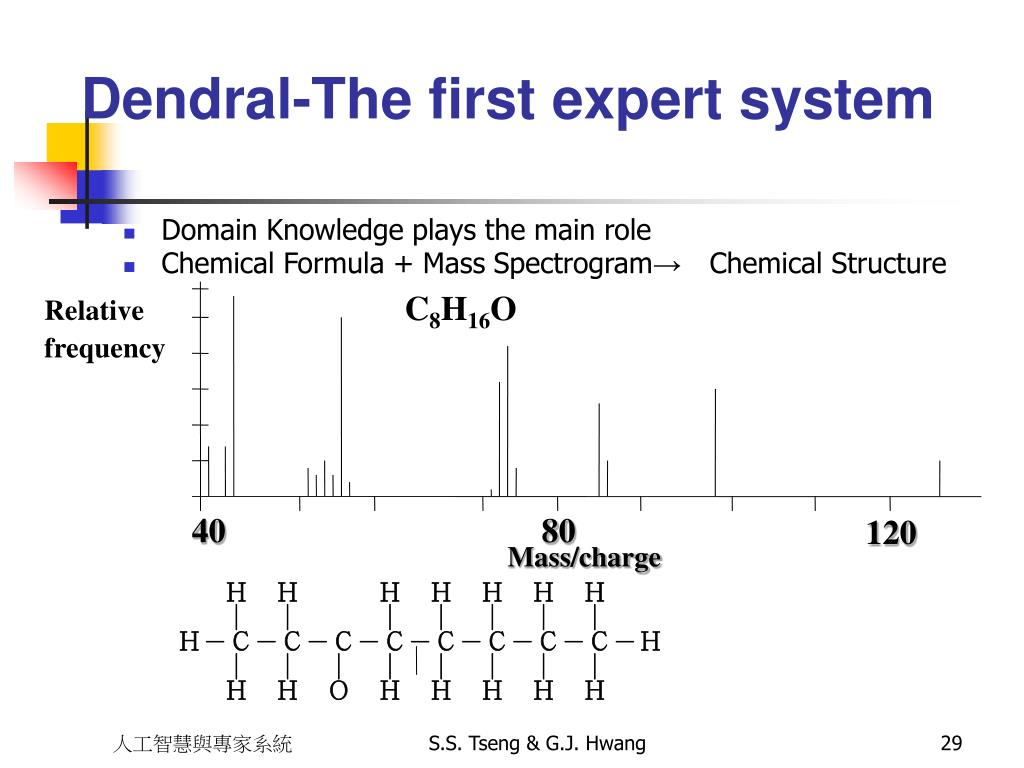 Dendral-The first expert system
Domain Knowledge plays the main role
Chemical Formula + Mass Spectrogram→ Chemical Structure
Relative
frequency
C₈H₁₆O
40 80 120
Mass/charge
H H H H H H H
H – C – C – C – C – C – C – C – C – H
H H O H H H H H
人工智慧與專家系統 S.S. Tseng & G.J. Hwang 29